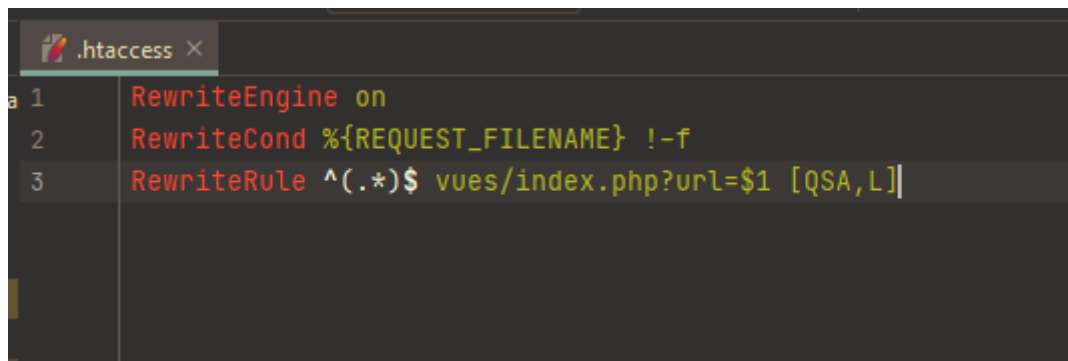 .htaccess
a 1 RewriteEngine on
2 RewriteCond %{REQUEST_FILENAME} !-f
3 RewriteRule ^(.*)$ vues/index.php?url=$1 [QSA,L]